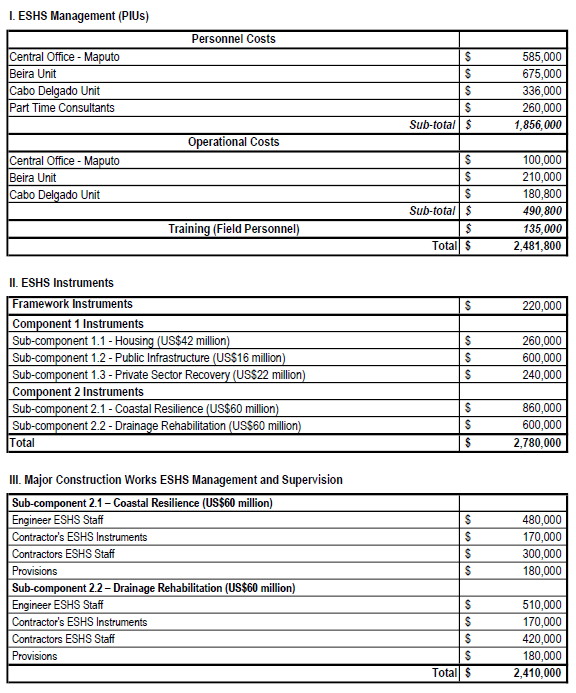 I. ESHS Management (PIUs)
Personnel Costs
Central Office - Maputo $ 585,000
Beira Unit $ 675,000
Cabo Delgado Unit $ 336,000
Part Time Consultants $ 260,000
Sub-total $ 1,856,000
Operational Costs
Central Office - Maputo $ 100,000
Beira Unit $ 210,000
Cabo Delgado Unit $ 180,800
Sub-total $ 490,800
Training (Field Personnel) $ 135,000
Total $ 2,481,800
II. ESHS Instruments
Framework Instruments $ 220,000
Component 1 Instruments
Sub-component 1.1 - Housing (US$42 million) $ 260,000
Sub-component 1.2 - Public Infrastructure (US$16 million) $ 600,000
Sub-component 1.3 - Private Sector Recovery (US$22 million) $ 240,000
Component 2 Instruments
Sub-component 2.1 - Coastal Resilience (US$60 million) $ 860,000
Sub-component 2.2 - Drainage Rehabilitation (US$60 million) $ 600,000
Total $ 2,780,000
III. Major Construction Works ESHS Management and Supervision
Sub-component 2.1 – Coastal Resilience (US$60 million)
Engineer ESHS Staff $ 480,000
Contractor's ESHS Instruments $ 170,000
Contractors ESHS Staff $ 300,000
Provisions $ 180,000
Sub-component 2.2 – Drainage Rehabilitation (US$60 million)
Engineer ESHS Staff $ 510,000
Contractor's ESHS Instruments $ 170,000
Contractors ESHS Staff $ 420,000
Provisions $ 180,000
Total $ 2,410,000